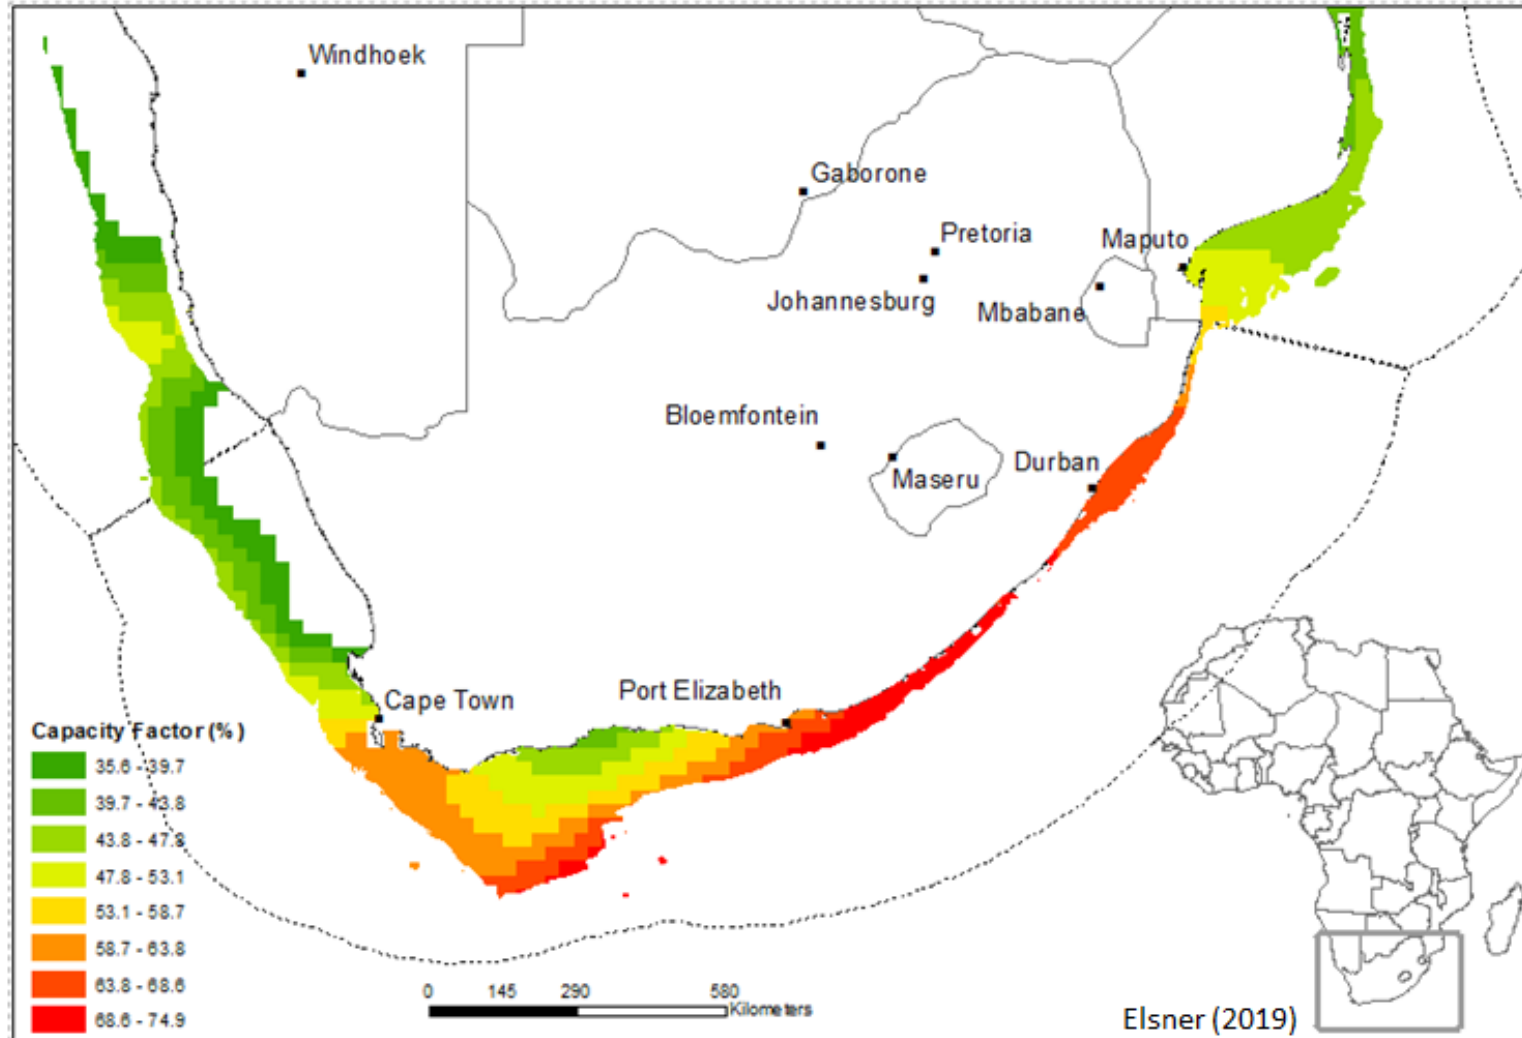 Windhoek
Gaborone
Pretoria
Maputo
Johannesburg
Mbabane
Bloemfontein
Maseru
Durban
Port Elizabeth
Cape Town
Capacity Factor (%)
35.6 - 39.7
39.7 - 43.8
43.8 - 47.8
47.8 - 53.1
53.1 - 58.7
58.7 - 63.8
63.8 - 68.6
68.6 - 74.9
0 145 290 580
Kilometers
Elsner (2019)